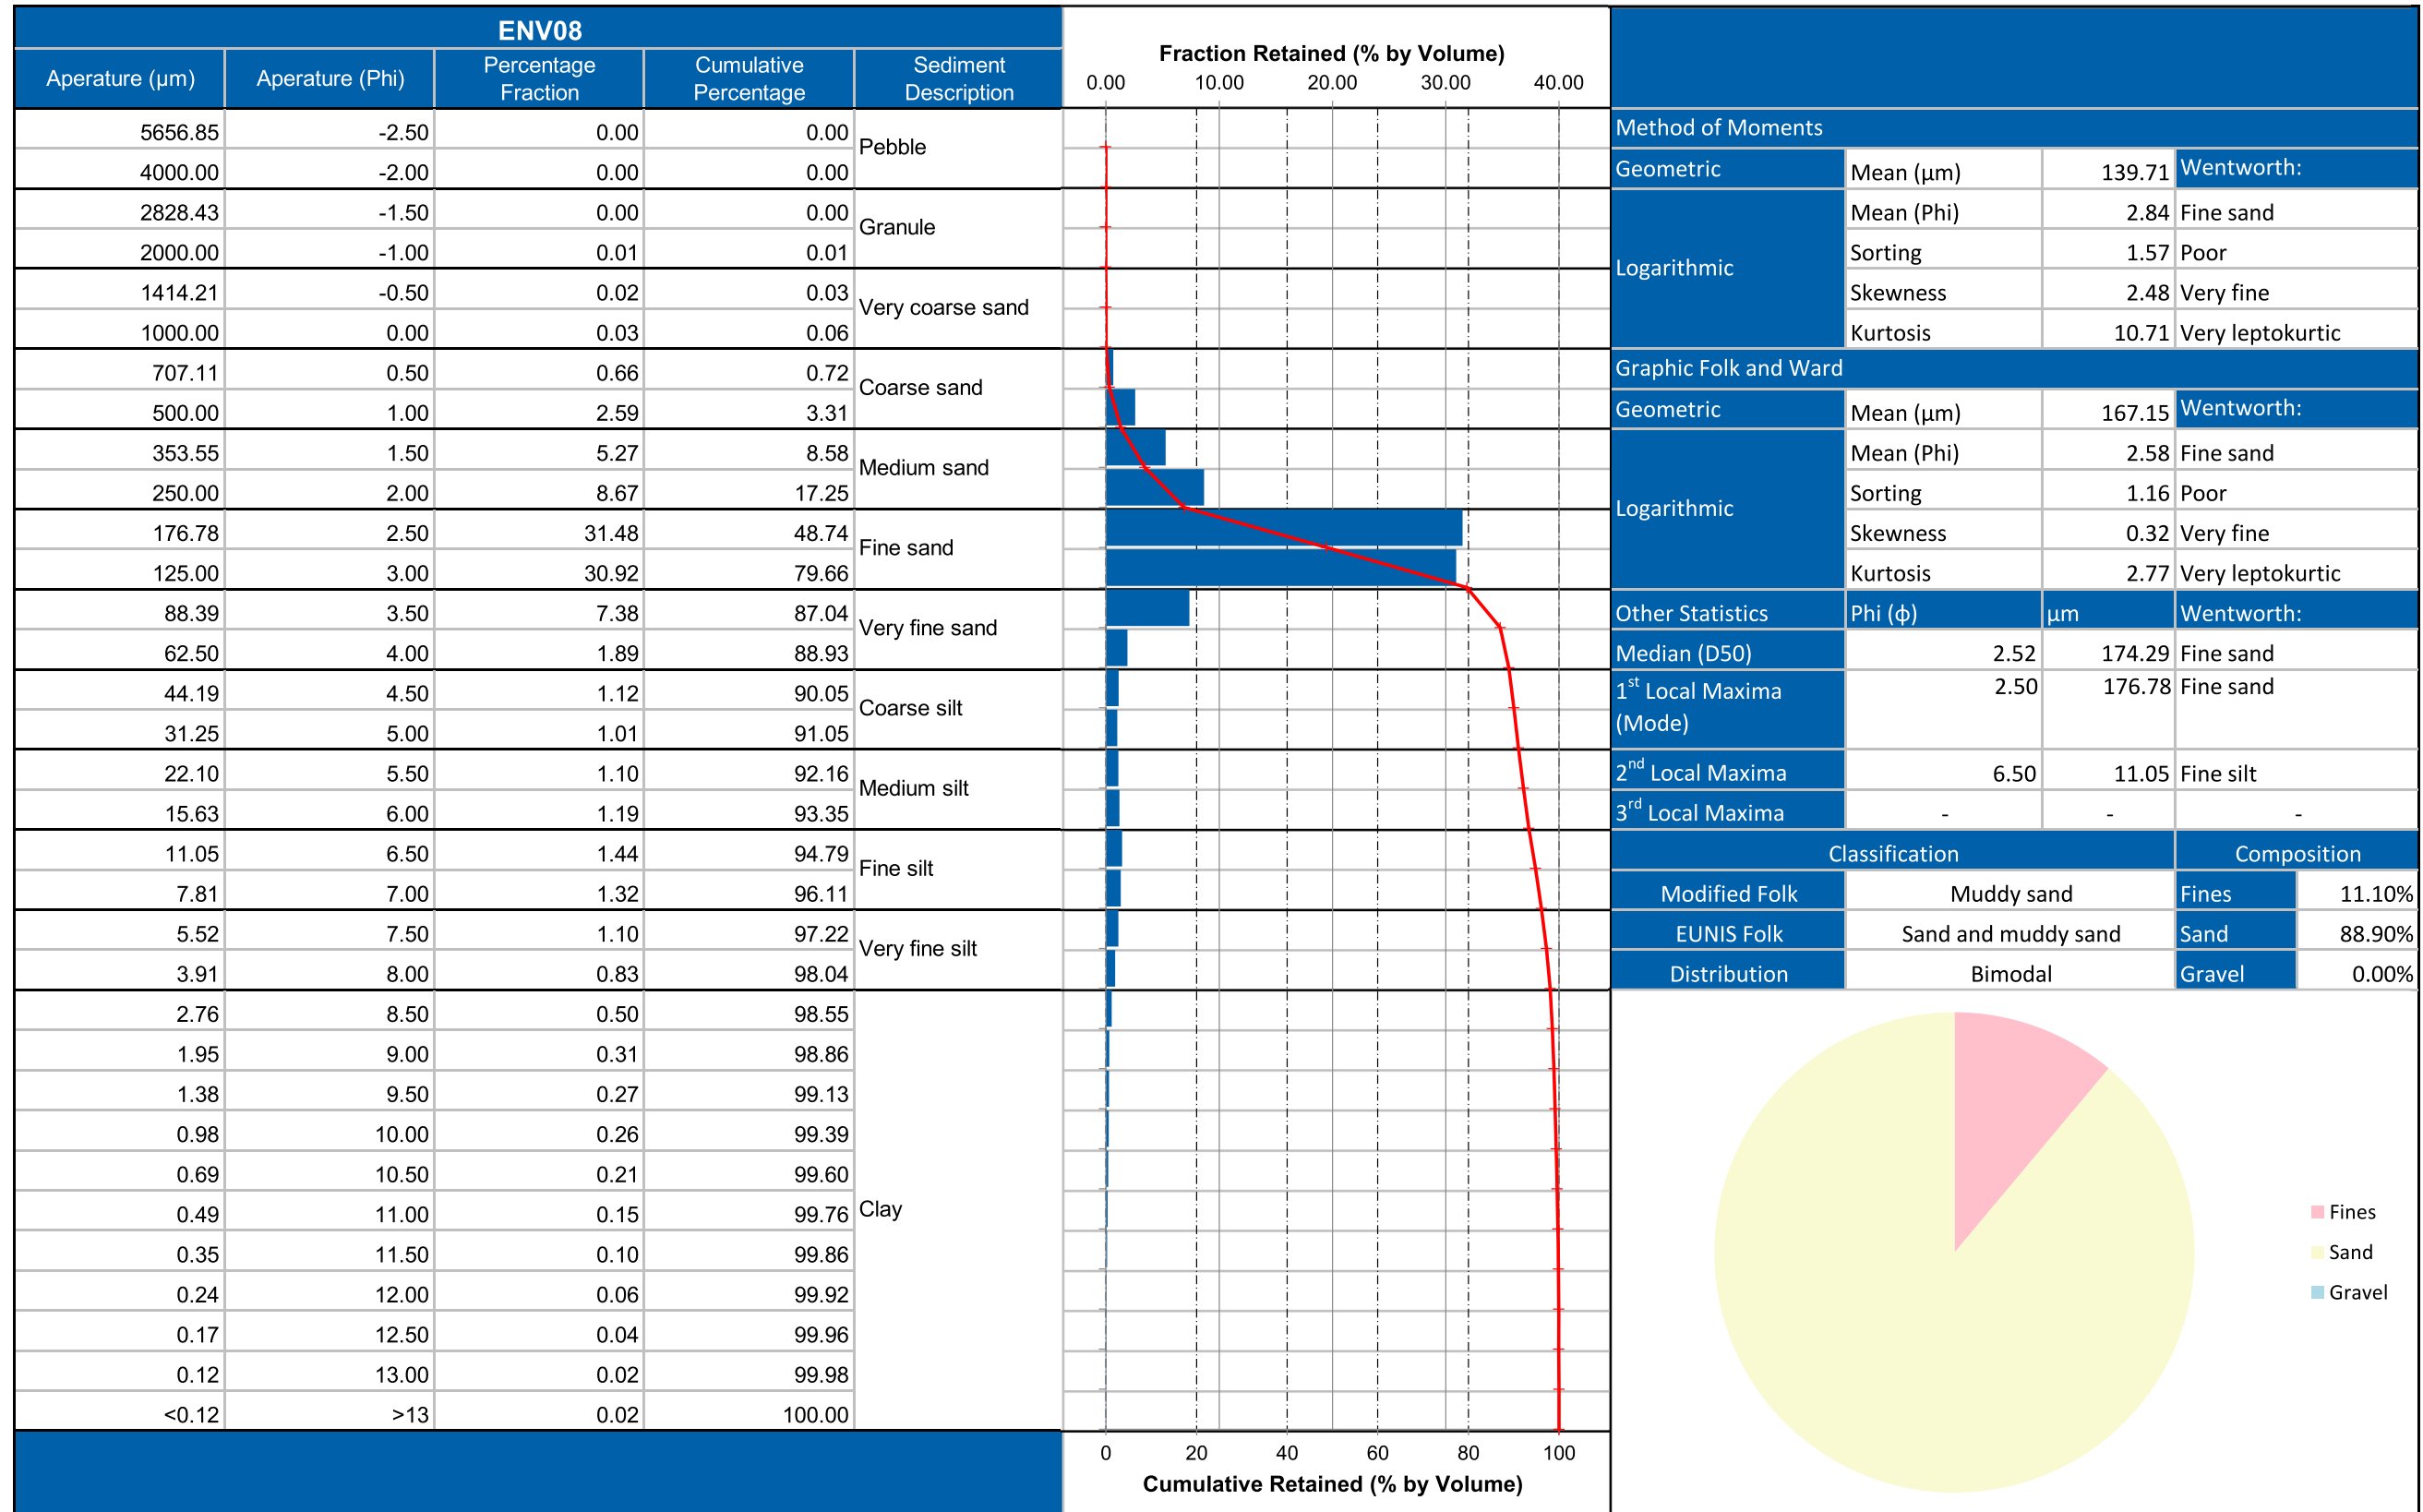 ENV08
Aperature (µm) Aperature (Phi) Percentage Fraction Cumulative Percentage Sediment Description
5656.85 -2.50 0.00 0.00 Pebble
4000.00 -2.00 0.00 0.00
2828.43 -1.50 0.00 0.00 Granule
2000.00 -1.00 0.01 0.01
1414.21 -0.50 0.02 0.03 Very coarse sand
1000.00 0.00 0.03 0.06
707.11 0.50 0.66 0.72 Coarse sand
500.00 1.00 2.59 3.31
353.55 1.50 5.27 8.58 Medium sand
250.00 2.00 8.67 17.25
176.78 2.50 31.48 48.74 Fine sand
125.00 3.00 30.92 79.66
88.39 3.50 7.38 87.04 Very fine sand
62.50 4.00 1.89 88.93
44.19 4.50 1.12 90.05 Coarse silt
31.25 5.00 1.01 91.05
22.10 5.50 1.10 92.16 Medium silt
15.63 6.00 1.19 93.35
11.05 6.50 1.44 94.79 Fine silt
7.81 7.00 1.32 96.11
5.52 7.50 1.10 97.22 Very fine silt
3.91 8.00 0.83 98.04
2.76 8.50 0.50 98.55
1.95 9.00 0.31 98.86
1.38 9.50 0.27 99.13
0.98 10.00 0.26 99.39
0.69 10.50 0.21 99.60
0.49 11.00 0.15 99.76 Clay
0.35 11.50 0.10 99.86
0.24 12.00 0.06 99.92
0.17 12.50 0.04 99.96
0.12 13.00 0.02 99.98
<0.12 >13 0.02 100.00
Fraction Retained (% by Volume)
0.00 10.00 20.00 30.00 40.00
0 20 40 60 80 100
Cumulative Retained (% by Volume)
Method of Moments
Geometric Mean (µm) 139.71 Wentworth:
Logarithmic Mean (Phi) 2.84 Fine sand
Sorting 1.57 Poor
Skewness 2.48 Very fine
Kurtosis 10.71 Very leptokurtic
Graphic Folk and Ward
Geometric Mean (µm) 167.15 Wentworth:
Logarithmic Mean (Phi) 2.58 Fine sand
Sorting 1.16 Poor
Skewness 0.32 Very fine
Kurtosis 2.77 Very leptokurtic
Other Statistics Phi (ϕ) µm Wentworth:
Median (D50) 2.52 174.29 Fine sand
1st Local Maxima (Mode) 2.50 176.78 Fine sand
2nd Local Maxima 6.50 11.05 Fine silt
3rd Local Maxima - - -
Classification Composition
Modified Folk Muddy sand Fines 11.10%
EUNIS Folk Sand and muddy sand Sand 88.90%
Distribution Bimodal Gravel 0.00%
Fines
Sand
Gravel